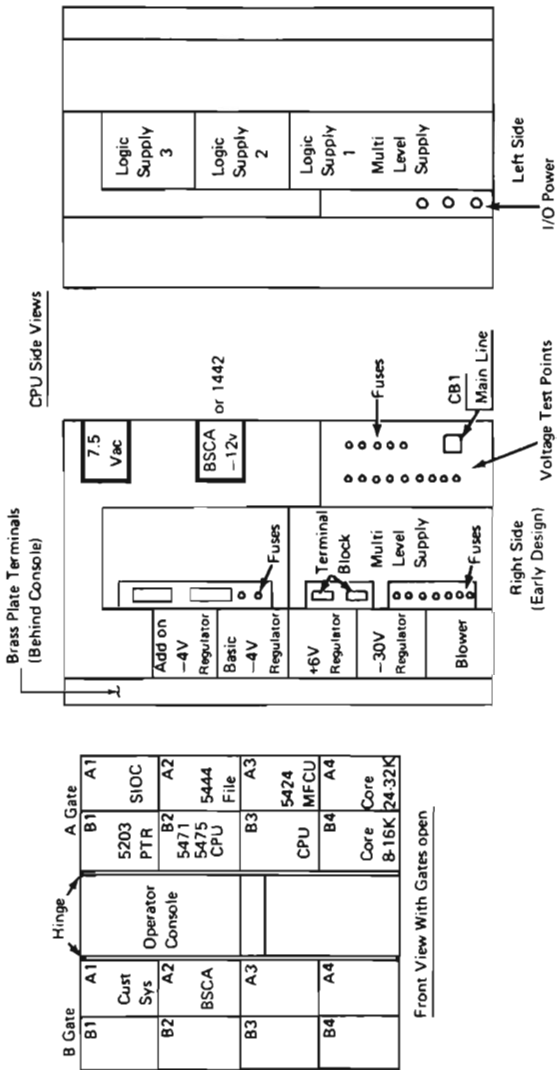 B Gate
Hinge
A Gate
B1
A1
Cust
Sys
B2
A2
BSCA
B3
A3
B4
A4
Operator
Console
B1
5203
PTR
A1
SIOC
B2
5471
5475
CPU
A2
5444
File
B3
CPU
A3
5424
MFCU
B4
Core
8-16K
A4
Core
24-32K
Front View With Gates open
CPU Side Views
Brass Plate Terminals
(Behind Console)
Add on
–4V
Regulator
Basic
–4V
Regulator
+6V
Regulator
–30V
Regulator
Blower
Fuses
Terminal
Block
Multi
Level
Supply
Fuses
7.5
Vac
BSCA
–12v
or 1442
Fuses
CB1
Main Line
Voltage Test Points
Right Side
(Early Design)
Logic
Supply
3
Logic
Supply
2
Logic
Supply
1
Multi
Level
Supply
Left Side
I/O Power